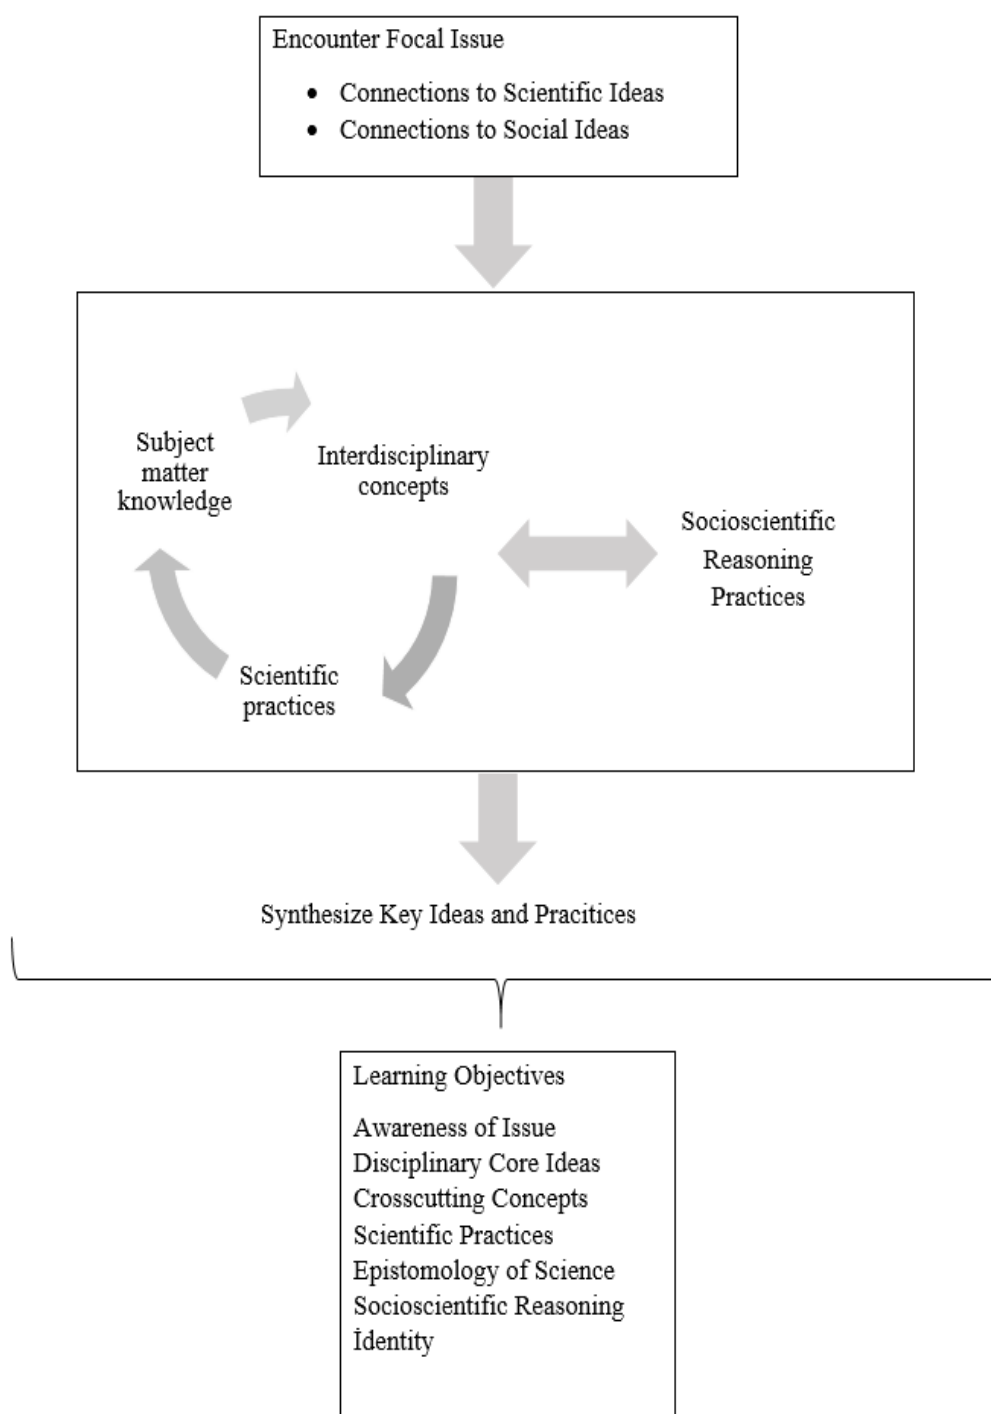 Encounter Focal Issue
• Connections to Scientific Ideas
• Connections to Social Ideas
Subject
matter
knowledge
Interdisciplinary
concepts
Scientific
practices
Socioscientific
Reasoning
Practices
Synthesize Key Ideas and Pracitices
Learning Objectives
Awareness of Issue
Disciplinary Core Ideas
Crosscutting Concepts
Scientific Practices
Epistomology of Science
Socioscientific Reasoning
İdentity